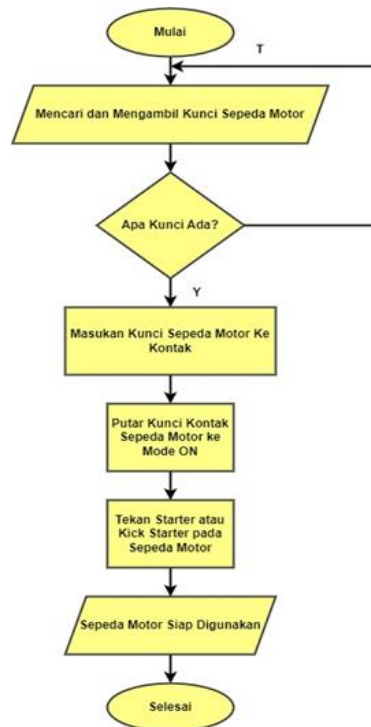 Mulai
T
Mencari dan Mengambil Kunci Sepeda Motor
Apa Kunci Ada?
Y
Masukan Kunci Sepeda Motor Ke
Kontak
Putar Kunci Kontak
Sepeda Motor ke
Mode ON
Tekan Starter atau
Kick Starter pada
Sepeda Motor
Sepeda Motor Siap Digunakan
Selesai